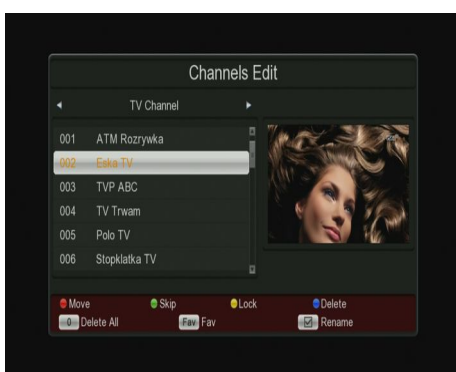 Channels Edit
TV Channel
001 ATM Rozrywka
002 Eska TV
003 TVP ABC
004 TV Trwam
005 Polo TV
006 Stopklatka TV
Move Skip Lock Delete
0 Delete All Fav Fav Rename